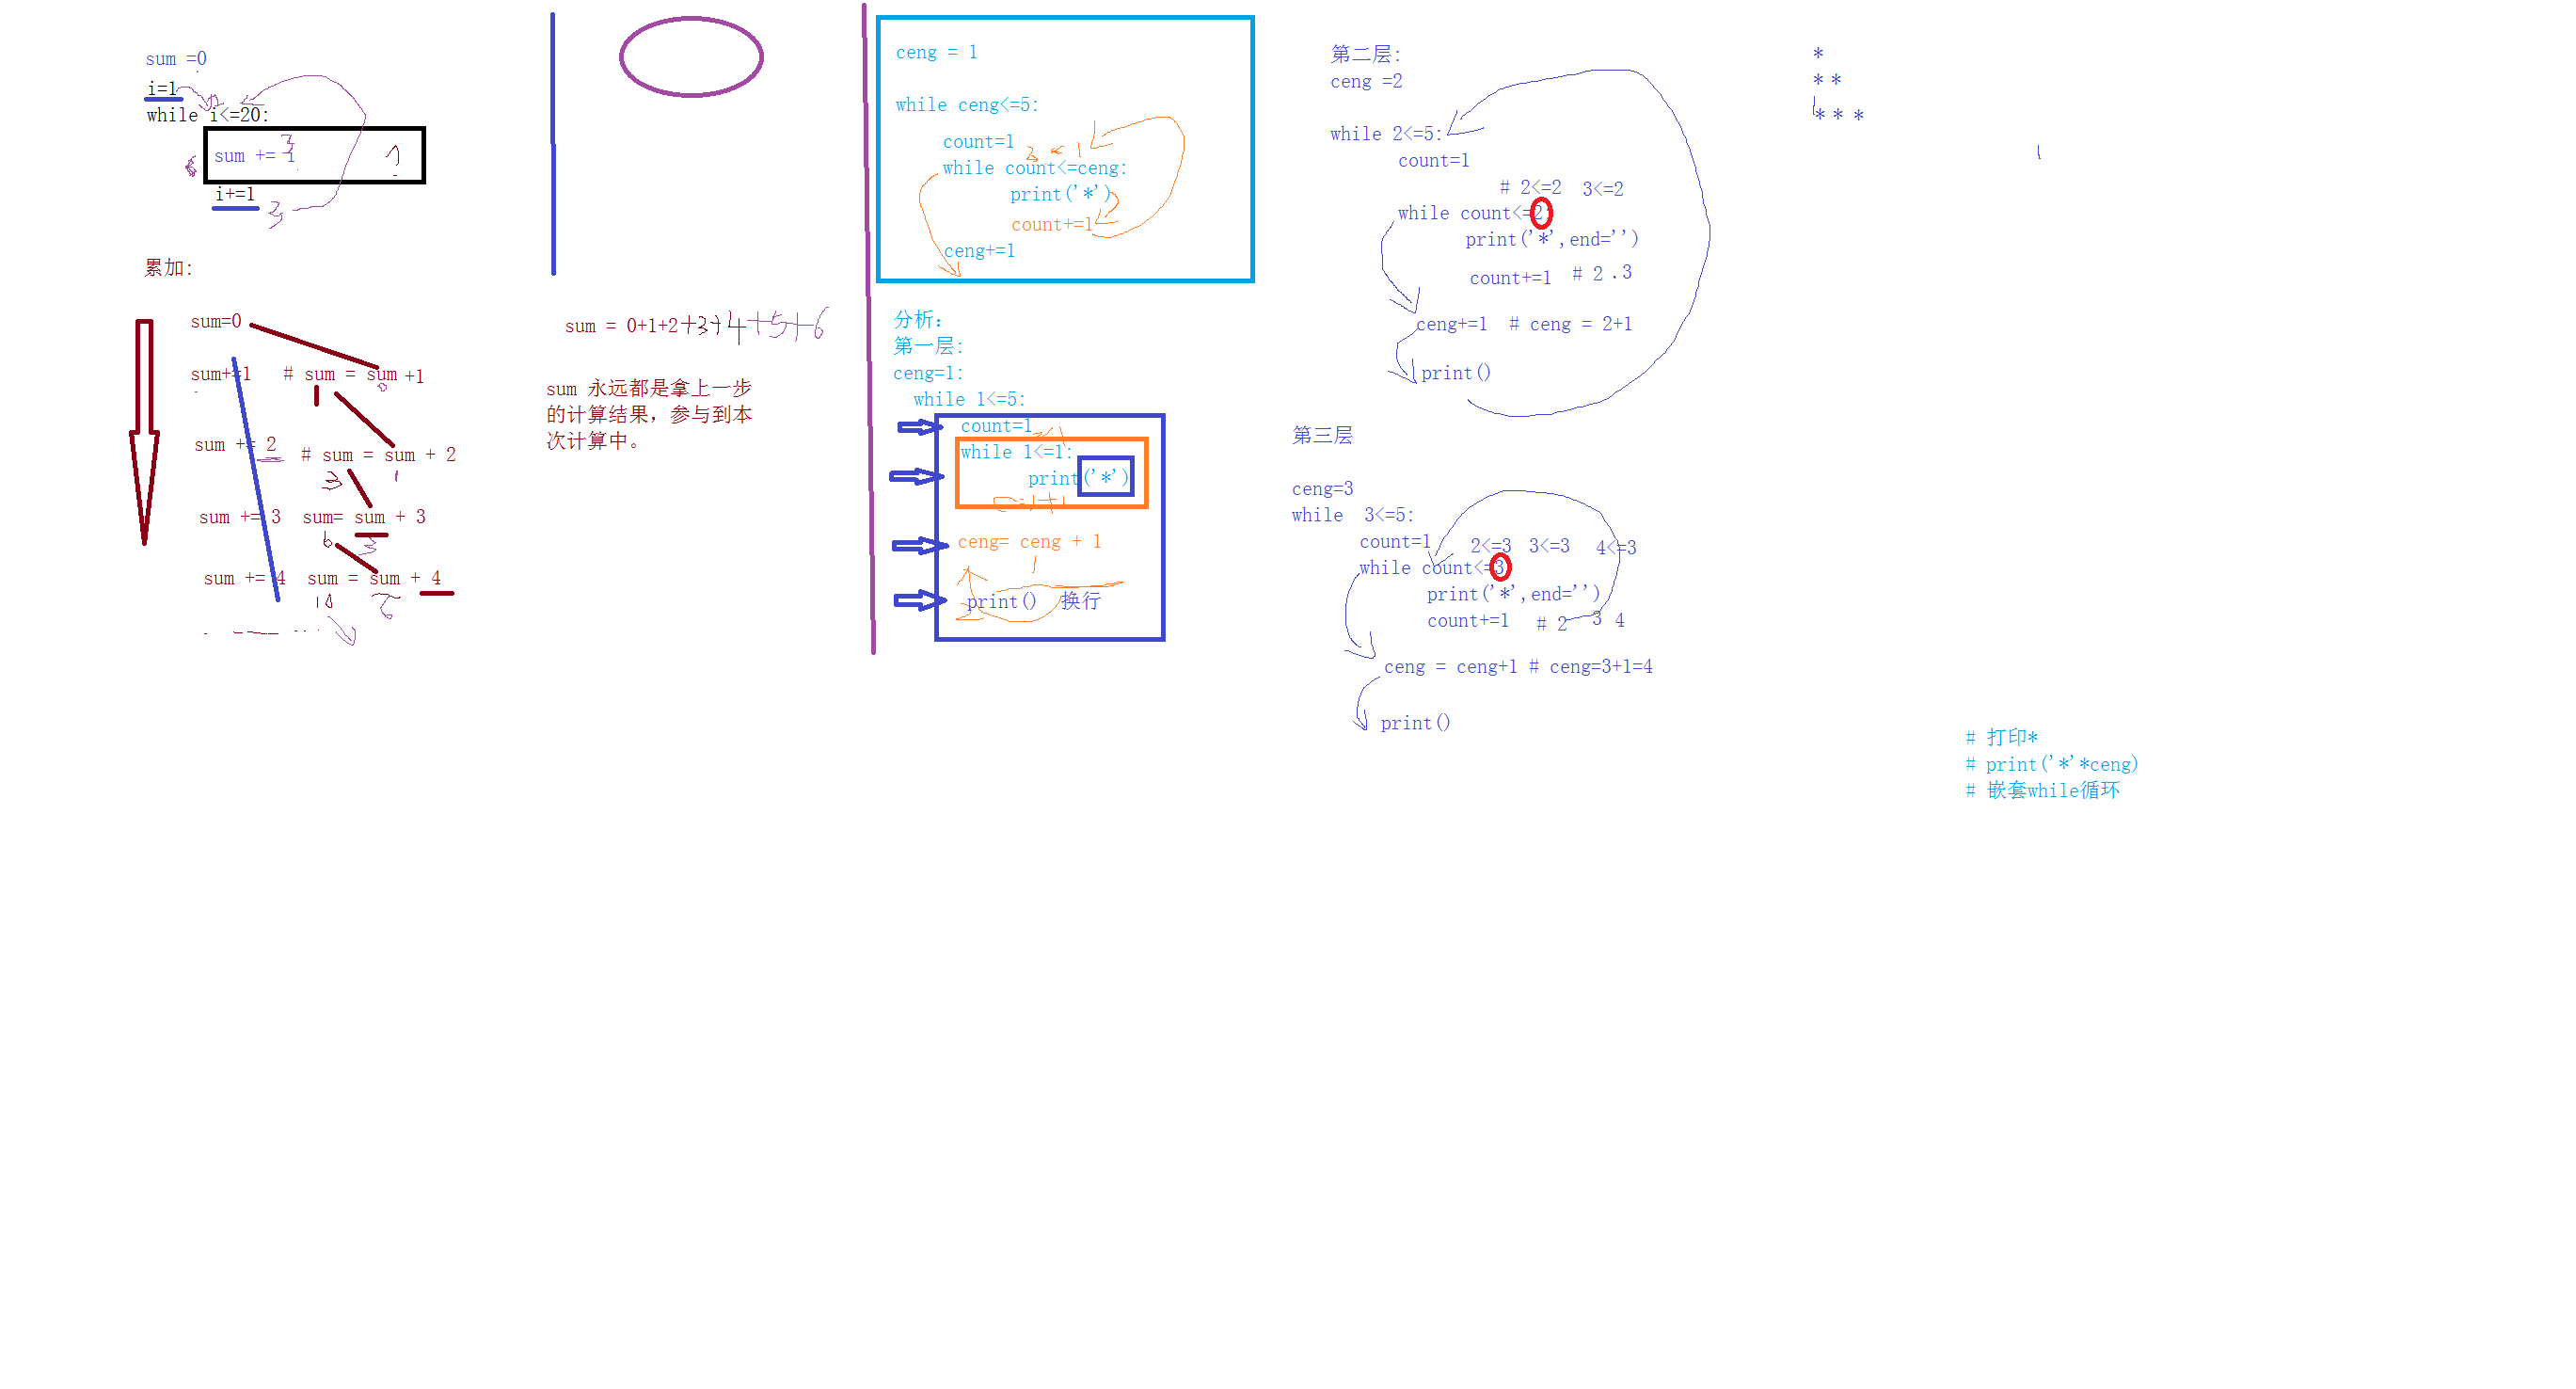 sum =0
i=1
while i<=20:
3
sum += i
i+=1
3
累加:
sum=0
sum+=1 # sum = sum +1
sum += 2 # sum = sum + 2
3 1
sum += 3 sum= sum + 3
6 3
sum += 4 sum = sum + 4
10 6
sum = 0+1+2+3+4+5+6
sum 永远都是拿上一步
的计算结果，参与到本
次计算中。
ceng = 1
while ceng<=5:
count=1
while count<=ceng:
print('*')
count+=1
ceng+=1
分析：
第一层:
ceng=1:
while 1<=5:
count=1
while 1<=1:
print('*')
ceng= ceng + 1
print() 换行
第二层:
ceng =2
while 2<=5:
count=1
# 2<=2 3<=2
while count<=2:
print('*',end='')
count+=1 # 2 . 3
ceng+=1 # ceng = 2+1
print()
第三层
ceng=3
while 3<=5:
count=1 2<=3 3<=3 4<=3
while count<=3:
print('*',end='')
count+=1 # 2 3 4
ceng = ceng+1 # ceng=3+1=4
print()
*
* *
* * *
# 打印*
# print('*'*ceng)
# 嵌套while循环